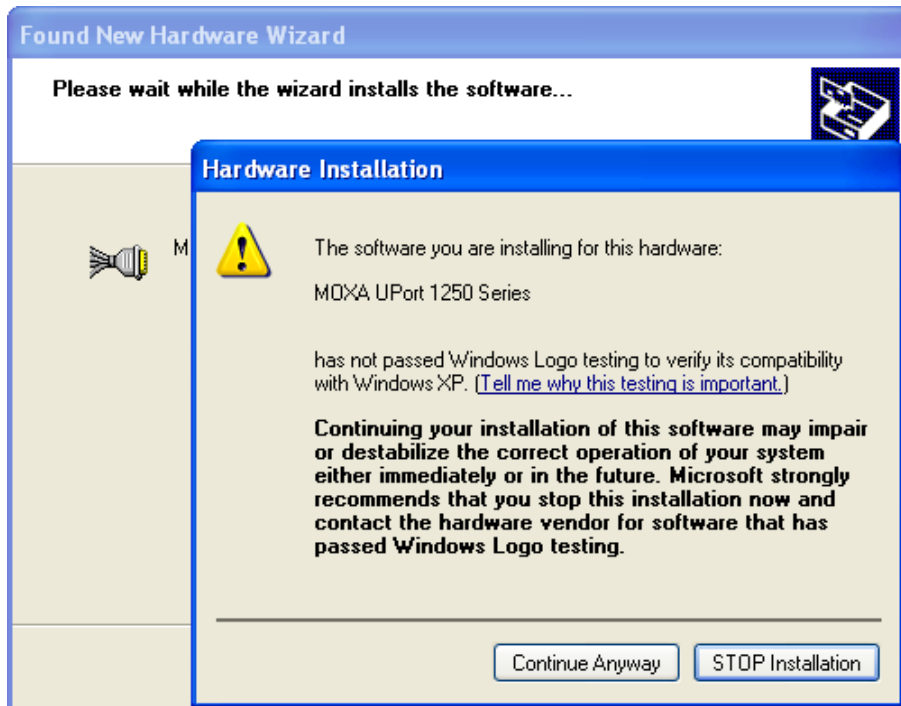 Found New Hardware Wizard
Please wait while the wizard installs the software...
Hardware Installation
M
The software you are installing for this hardware:
MOXA UPort 1250 Series
has not passed Windows Logo testing to verify its compatibility
with Windows XP. (Tell me why this testing is important.)
Continuing your installation of this software may impair
or destabilize the correct operation of your system
either immediately or in the future. Microsoft strongly
recommends that you stop this installation now and
contact the hardware vendor for software that has
passed Windows Logo testing.
Continue Anyway
STOP Installation